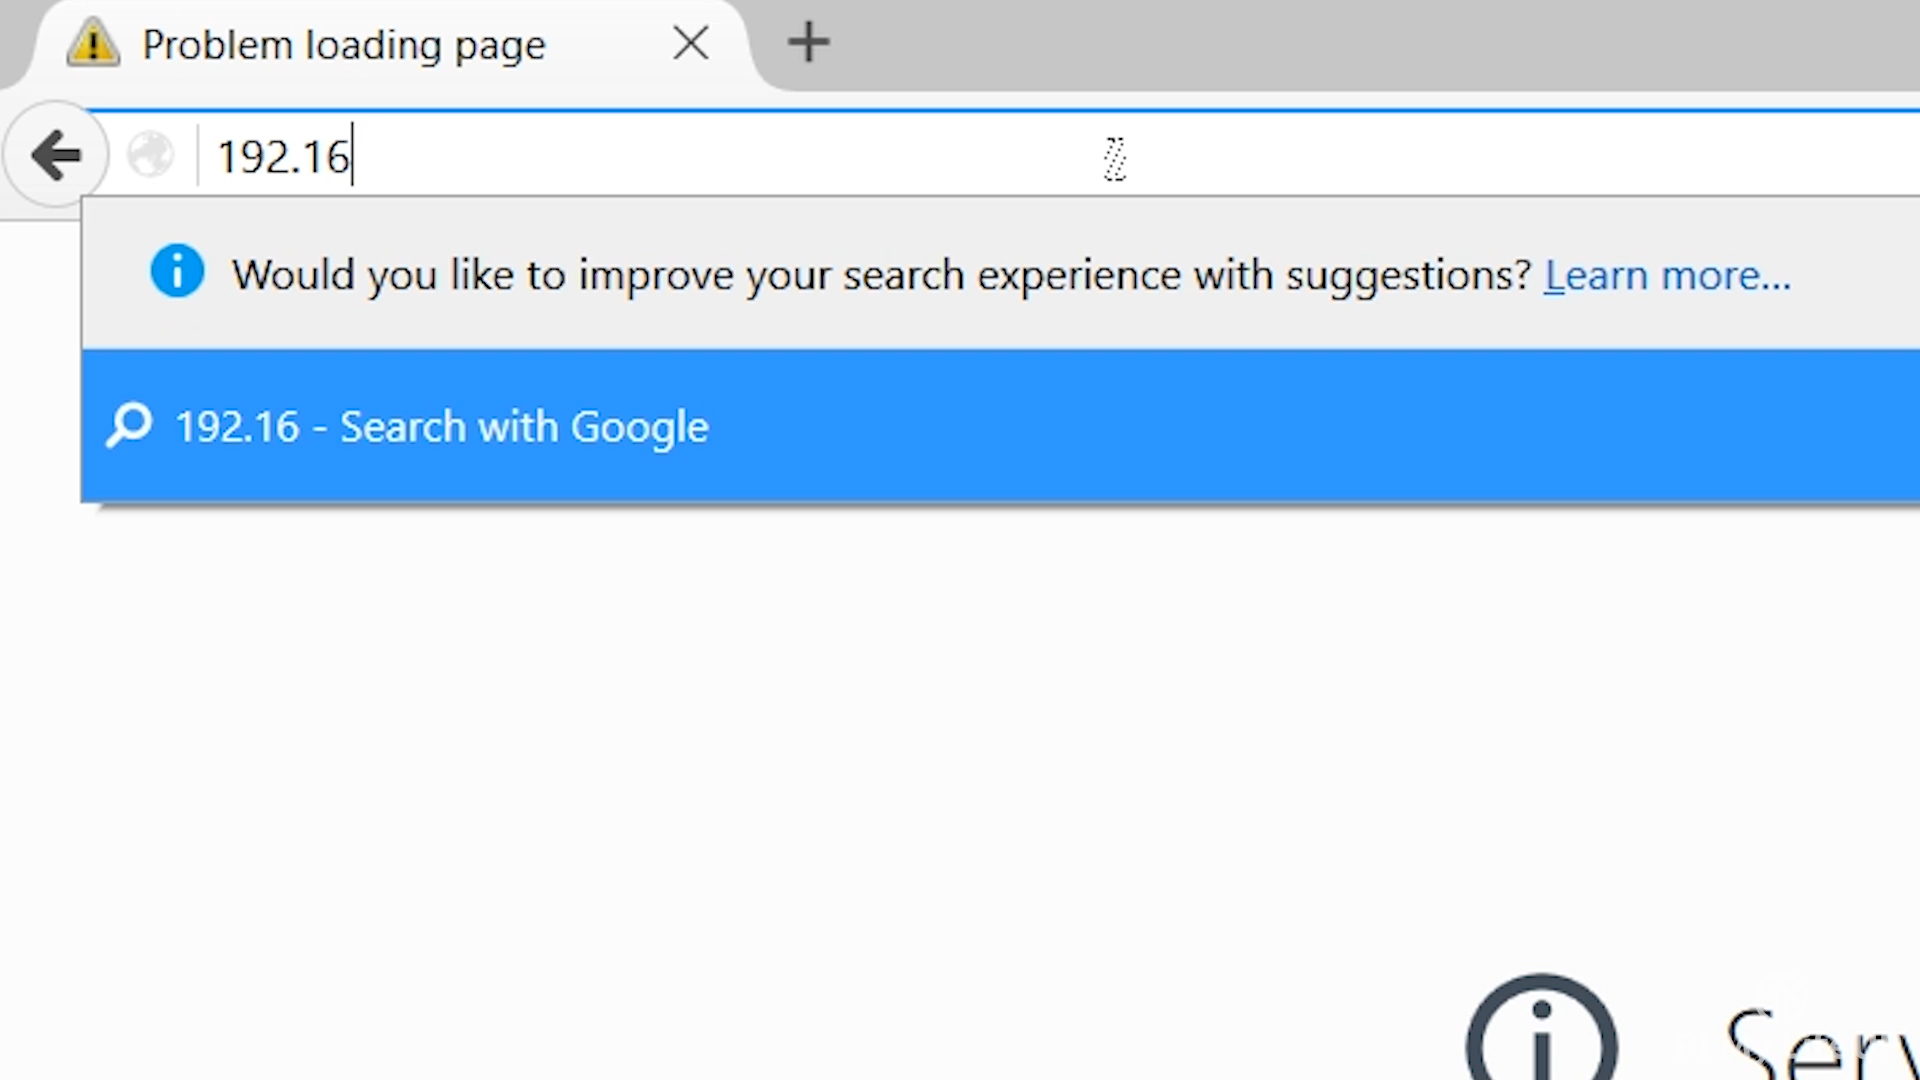 Problem loading page
192.16
Would you like to improve your search experience with suggestions? Learn more...
192.16 - Search with Google
Serv